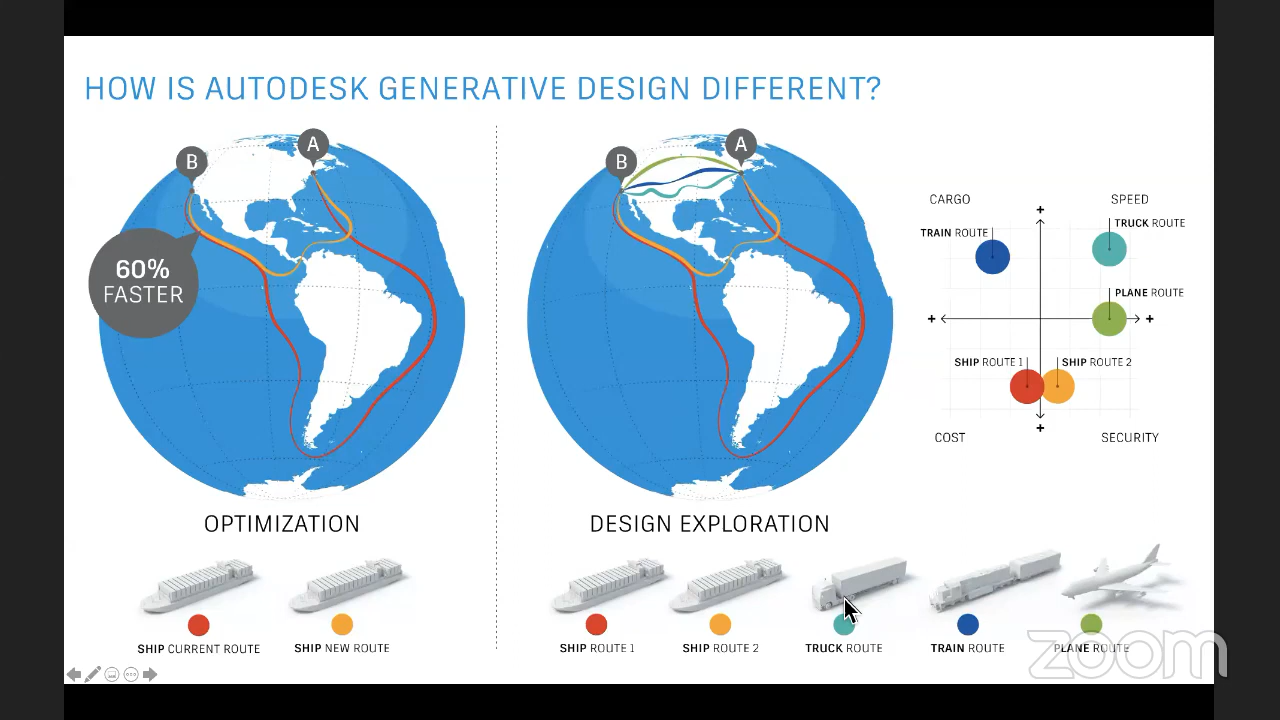 HOW IS AUTODESK GENERATIVE DESIGN DIFFERENT?
B
A
60%
FASTER
OPTIMIZATION
SHIP CURRENT ROUTE
SHIP NEW ROUTE
B
A
DESIGN EXPLORATION
SHIP ROUTE 1
SHIP ROUTE 2
TRUCK ROUTE
TRAIN ROUTE
PLANE ROUTE
CARGO
SPEED
+
TRUCK ROUTE
TRAIN ROUTE
PLANE ROUTE
+
+
SHIP ROUTE 1
SHIP ROUTE 2
+
COST
SECURITY
zoom